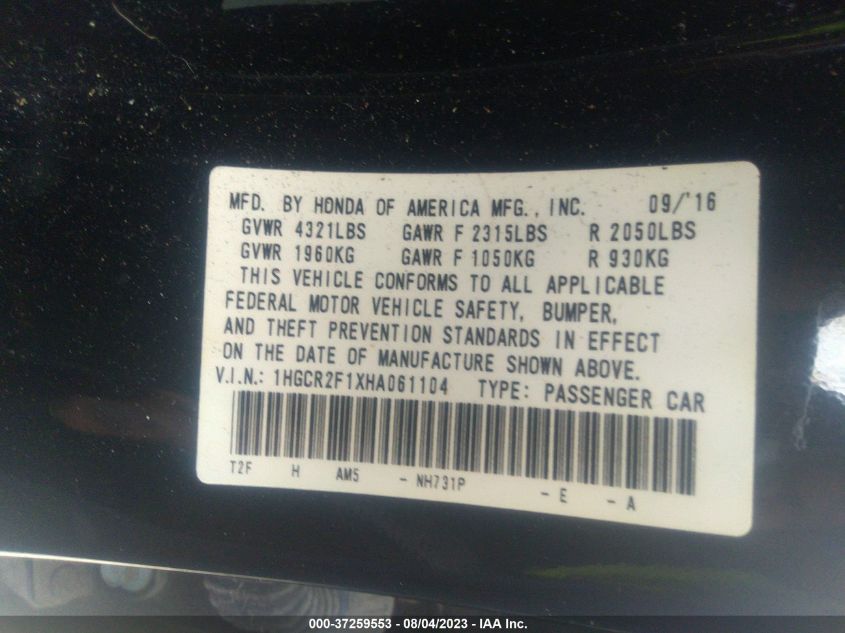 MFD. BY HONDA OF AMERICA MFG., INC. 09/'16
GVWR 4321LBS GAWR F 2315LBS R 2050LBS
GVWR 1960KG GAWR F 1050KG R 930KG
THIS VEHICLE CONFORMS TO ALL APPLICABLE
FEDERAL MOTOR VEHICLE SAFETY, BUMPER,
AND THEFT PREVENTION STANDARDS IN EFFECT
ON THE DATE OF MANUFACTURE SHOWN ABOVE.
V.I.N.: 1HGCR2F1XHA061104 TYPE: PASSENGER CAR
T2F H AM5 - NH731P - E - A
000-37259553 - 08/04/2023 - IAA Inc.